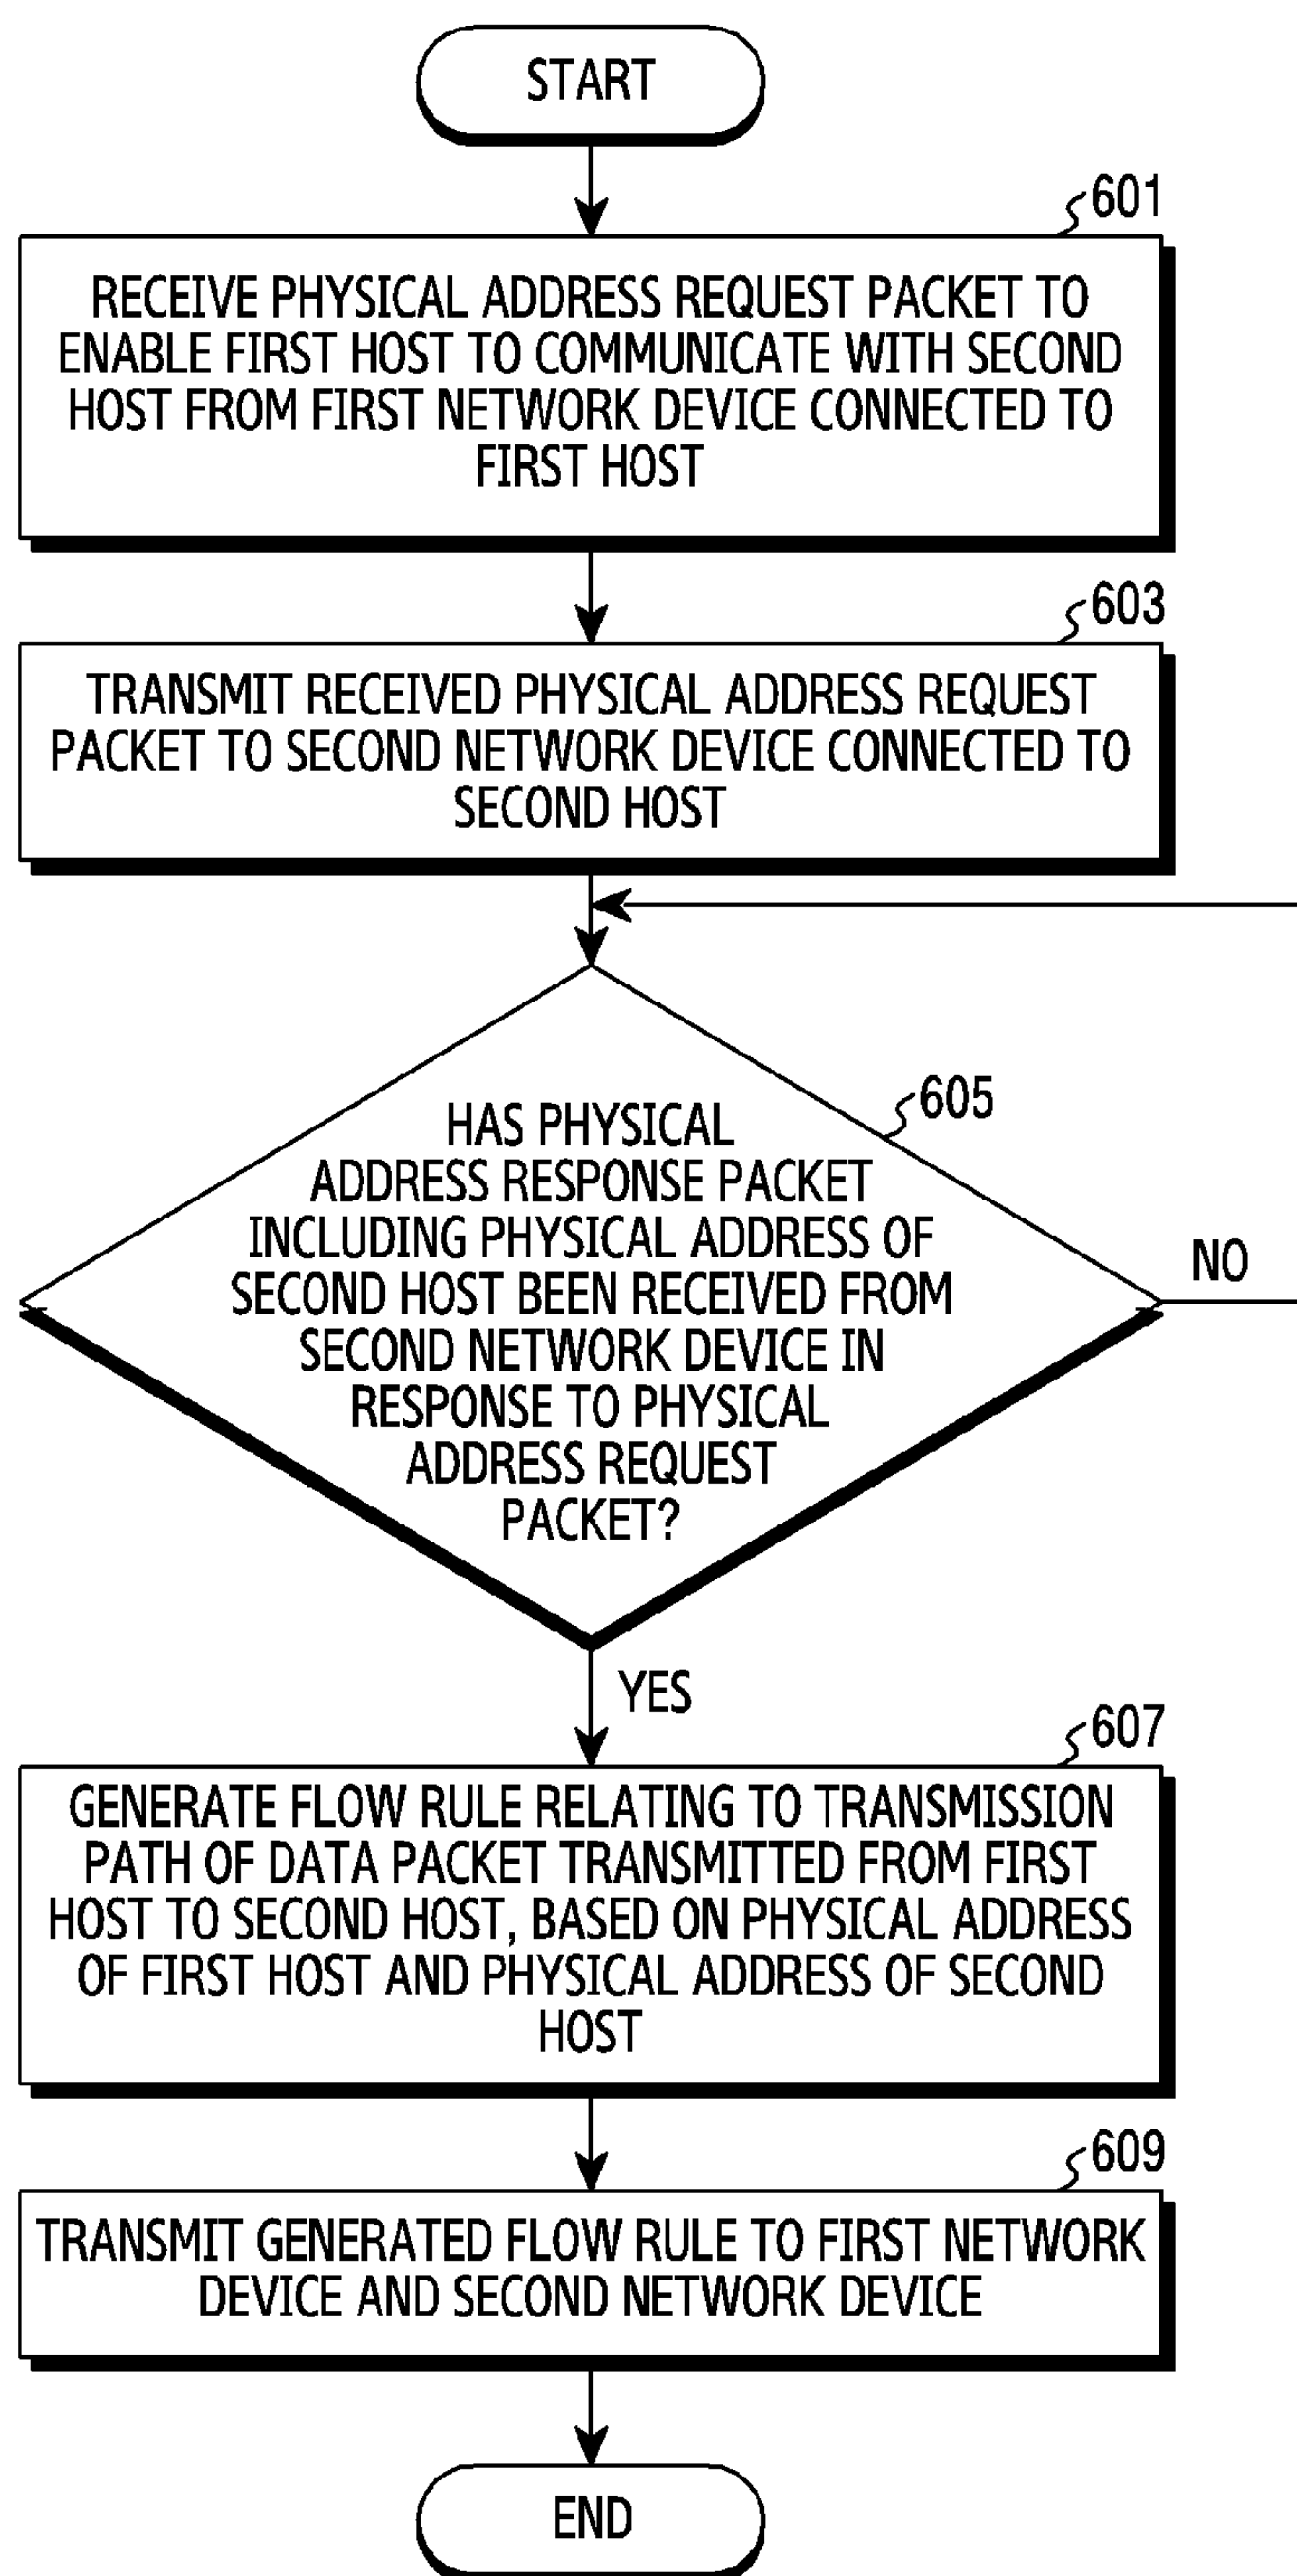 START
601
RECEIVE PHYSICAL ADDRESS REQUEST PACKET TO
ENABLE FIRST HOST TO COMMUNICATE WITH SECOND
HOST FROM FIRST NETWORK DEVICE CONNECTED TO
FIRST HOST
603
TRANSMIT RECEIVED PHYSICAL ADDRESS REQUEST
PACKET TO SECOND NETWORK DEVICE CONNECTED TO
SECOND HOST
605
HAS PHYSICAL
ADDRESS RESPONSE PACKET
INCLUDING PHYSICAL ADDRESS OF
SECOND HOST BEEN RECEIVED FROM
SECOND NETWORK DEVICE IN
RESPONSE TO PHYSICAL
ADDRESS REQUEST
PACKET?
NO
YES
607
GENERATE FLOW RULE RELATING TO TRANSMISSION
PATH OF DATA PACKET TRANSMITTED FROM FIRST
HOST TO SECOND HOST, BASED ON PHYSICAL ADDRESS
OF FIRST HOST AND PHYSICAL ADDRESS OF SECOND
HOST
609
TRANSMIT GENERATED FLOW RULE TO FIRST NETWORK
DEVICE AND SECOND NETWORK DEVICE
END